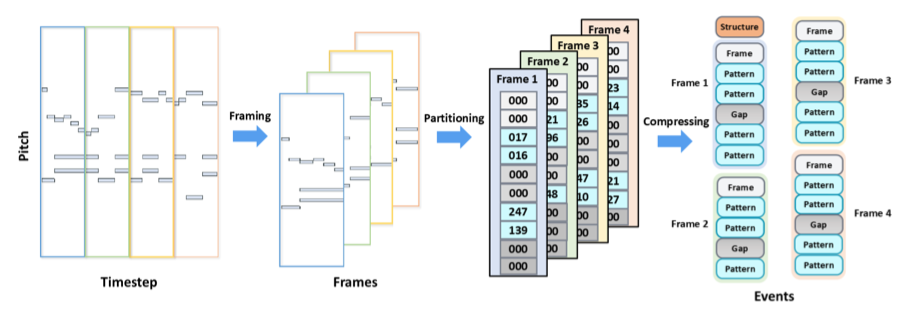 Pitch
Timestep
Framing
Frames
Partitioning
Frame 1
000
000
017
016
000
000
247
139
000
000
Frame 2
00
21
96
00
48
00
Frame 3
00
00
35
26
00
00
47
10
00
00
Frame 4
00
00
23
14
00
00
00
21
27
00
Compressing
Structure
Frame 1
Frame
Pattern
Pattern
Gap
Pattern
Pattern
Frame 2
Frame
Pattern
Pattern
Gap
Pattern
Frame 3
Frame
Pattern
Pattern
Gap
Pattern
Pattern
Frame 4
Frame
Pattern
Pattern
Gap
Pattern
Pattern
Events